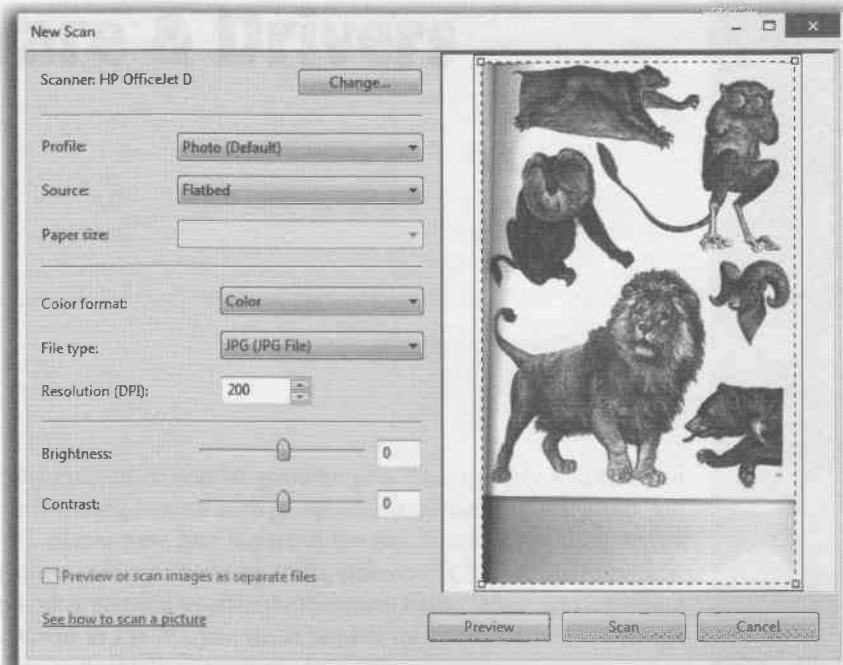 New Scan
Scanner: HP OfficeJet D
Change...
Profile:
Photo (Default)
Source:
Flatbed
Paper size:
Color format:
Color
File type:
JPG (JPG File)
Resolution (DPI):
200
Brightness:
0
Contrast:
0
Preview or scan images as separate files
See how to scan a picture
Preview
Scan
Cancel